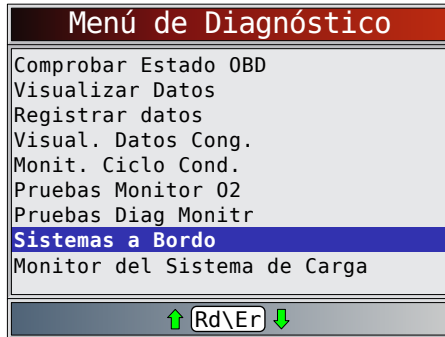 Menú de Diagnóstico
Comprobar Estado OBD
Visualizar Datos
Registrar datos
Visual. Datos Cong.
Monit. Ciclo Cond.
Pruebas Monitor O2
Pruebas Diag Monitr
Sistemas a Bordo
Monitor del Sistema de Carga
Rd\Er